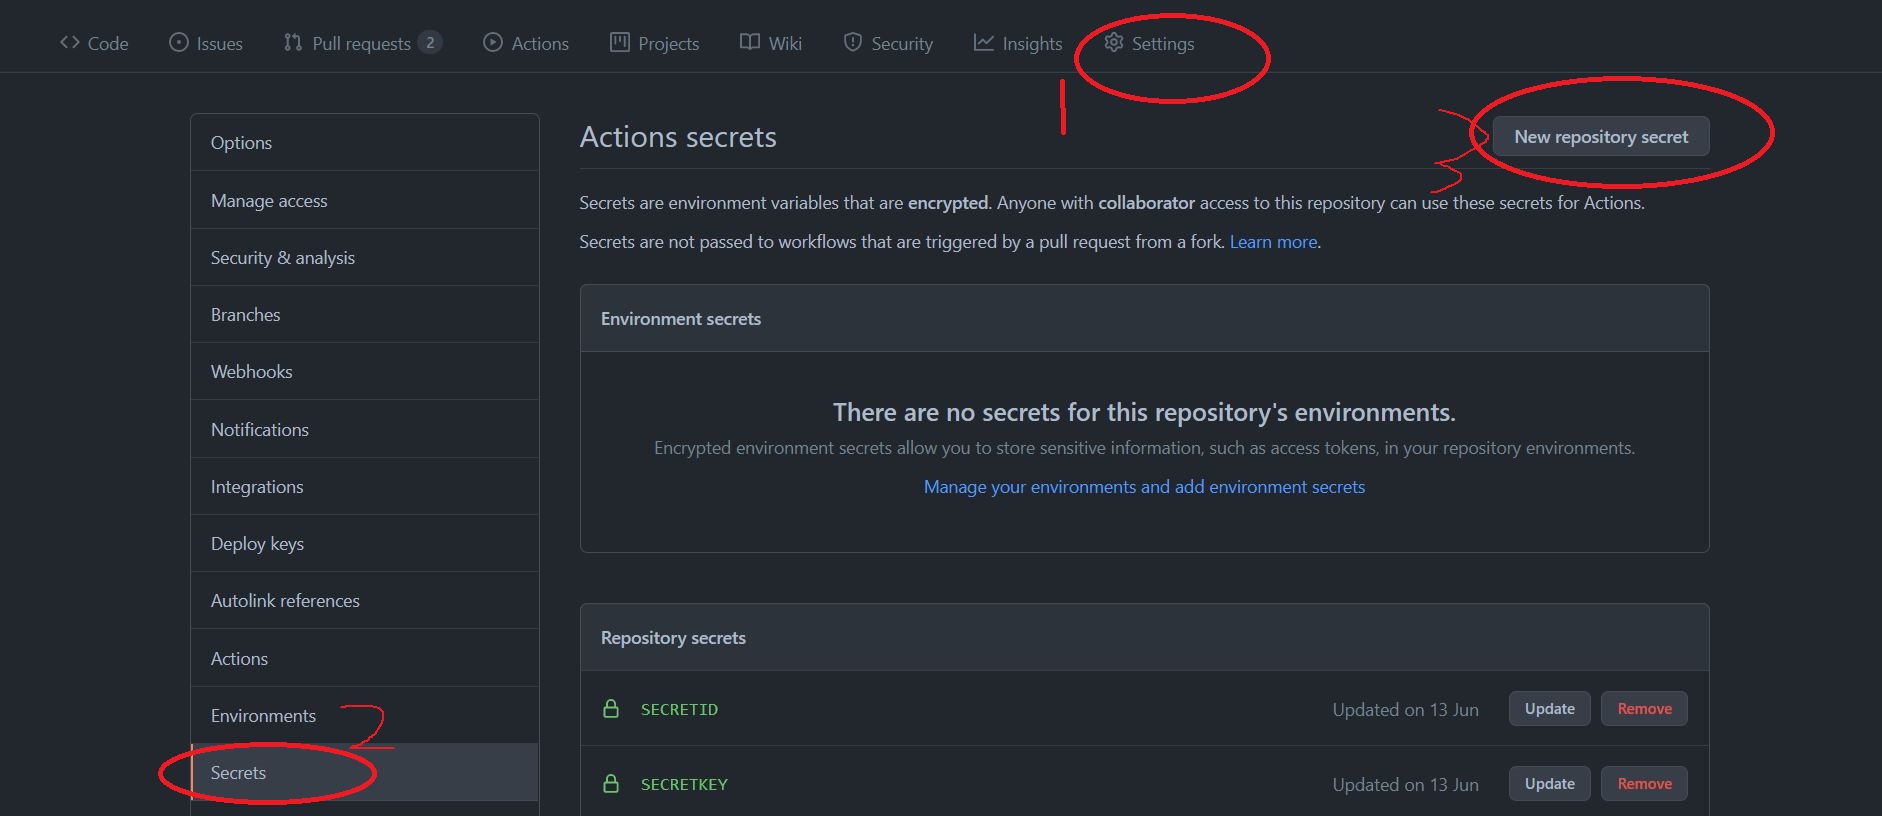 Code Issues Pull requests 2 Actions Projects Wiki Security Insights Settings
1
Options
Manage access
Security & analysis
Branches
Webhooks
Notifications
Integrations
Deploy keys
Autolink references
Actions
Environments 2
Secrets
Actions secrets 3 New repository secret
Secrets are environment variables that are encrypted. Anyone with collaborator access to this repository can use these secrets for Actions.
Secrets are not passed to workflows that are triggered by a pull request from a fork. Learn more.
Environment secrets
There are no secrets for this repository's environments.
Encrypted environment secrets allow you to store sensitive information, such as access tokens, in your repository environments.
Manage your environments and add environment secrets
Repository secrets
SECRETID Updated on 13 Jun Update Remove
SECRETKEY Updated on 13 Jun Update Remove